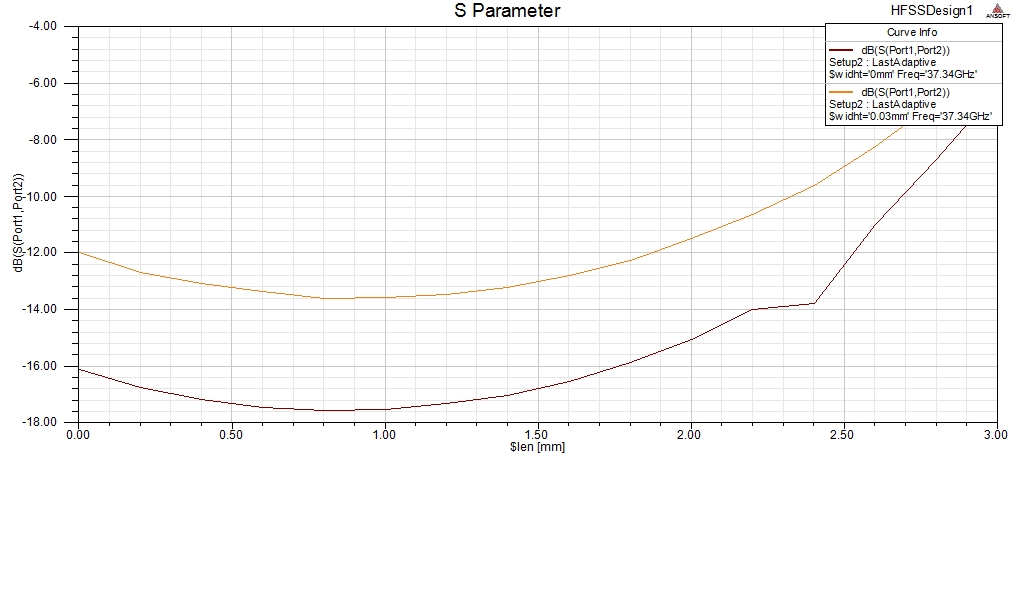 S Parameter
HFSSDesign1
ANSOFT
Curve Info
dB(S(Port1,Port2))
Setup2 : LastAdaptive
$widht='0mm' Freq='37.34GHz'
dB(S(Port1,Port2))
Setup2 : LastAdaptive
$widht='0.03mm' Freq='37.34GHz'
-4.00
-6.00
-8.00
-10.00
-12.00
-14.00
-16.00
-18.00
dB(S(Port1,Port2))
0.00 0.50 1.00 1.50 2.00 2.50 3.00
$len [mm]